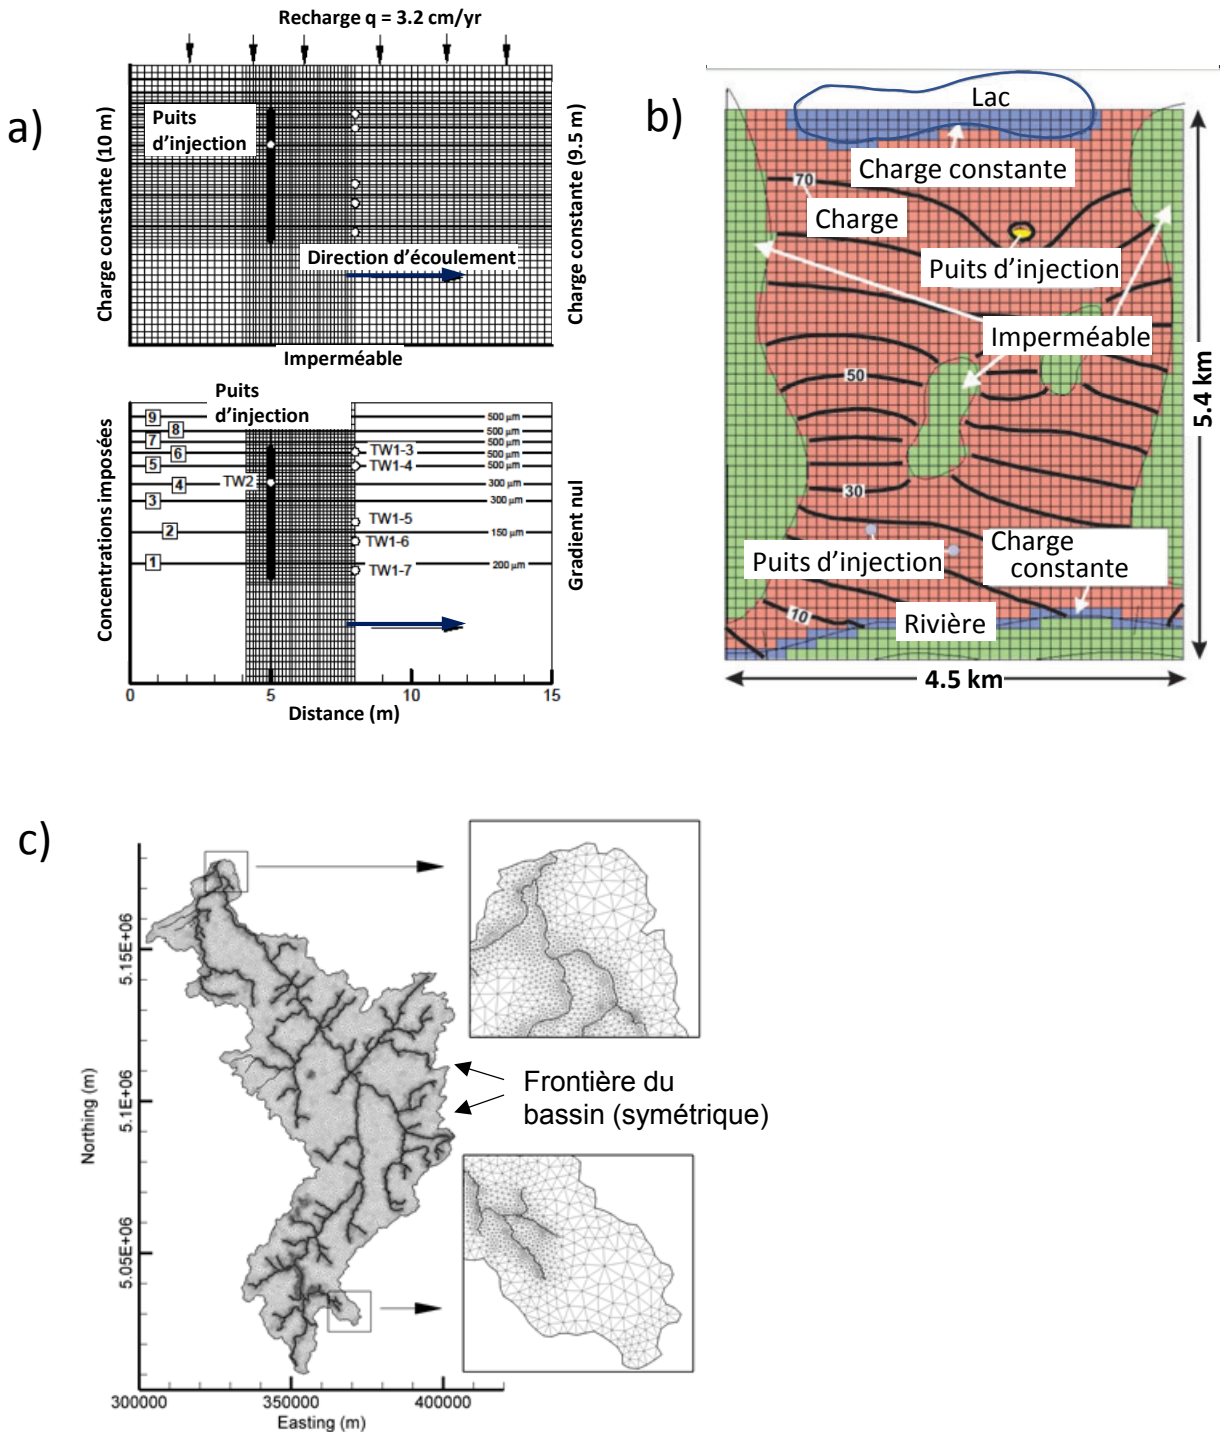 Recharge q = 3.2 cm/yr
a)
Charge constante (10 m)
Puits
d'injection
Direction d'écoulement
Charge constante (9.5 m)
Imperméable
Concentrations imposées
Puits
d'injection
9
8
7
6
5
4
3
2
1
TW2
TW1-3
TW1-4
TW1-5
TW1-6
TW1-7
500 µm
500 µm
500 µm
500 µm
500 µm
300 µm
300 µm
150 µm
200 µm
Gradient nul
0
5
10
15
Distance (m)
b)
Lac
Charge constante
70
Charge
Puits d'injection
Imperméable
50
30
Puits d'injection
Charge
constante
10
Rivière
5.4 km
4.5 km
c)
Northing (m)
5.15E+06
5.1E+06
5.05E+06
300000
350000
400000
Easting (m)
Frontière du
bassin (symétrique)